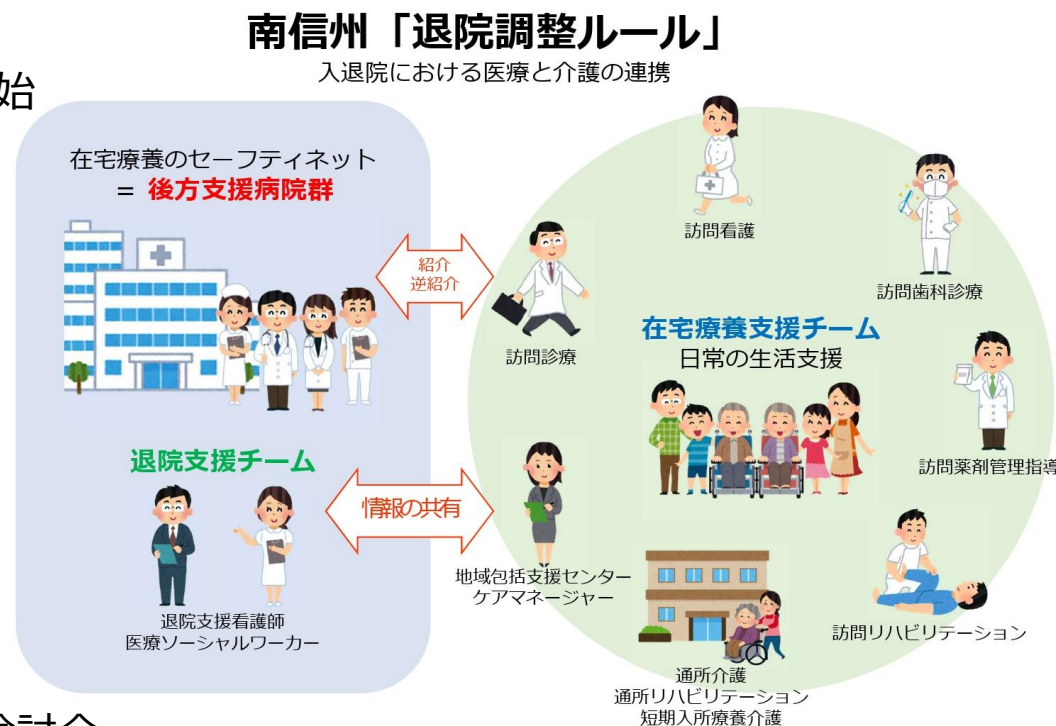 南信州「退院調整ルール」
入退院における医療と介護の連携
始
在宅療養のセーフティネット
= 後方支援病院群
紹介
逆紹介
訪問看護
訪問歯科診療
訪問診療
在宅療養支援チーム
日常の生活支援
訪問薬剤管理指導
退院支援チーム
情報の共有
退院支援看護師
医療ソーシャルワーカー
地域包括支援センター
ケアマネージャー
訪問リハビリテーション
通所介護
通所リハビリテーション
短期入所療養介護